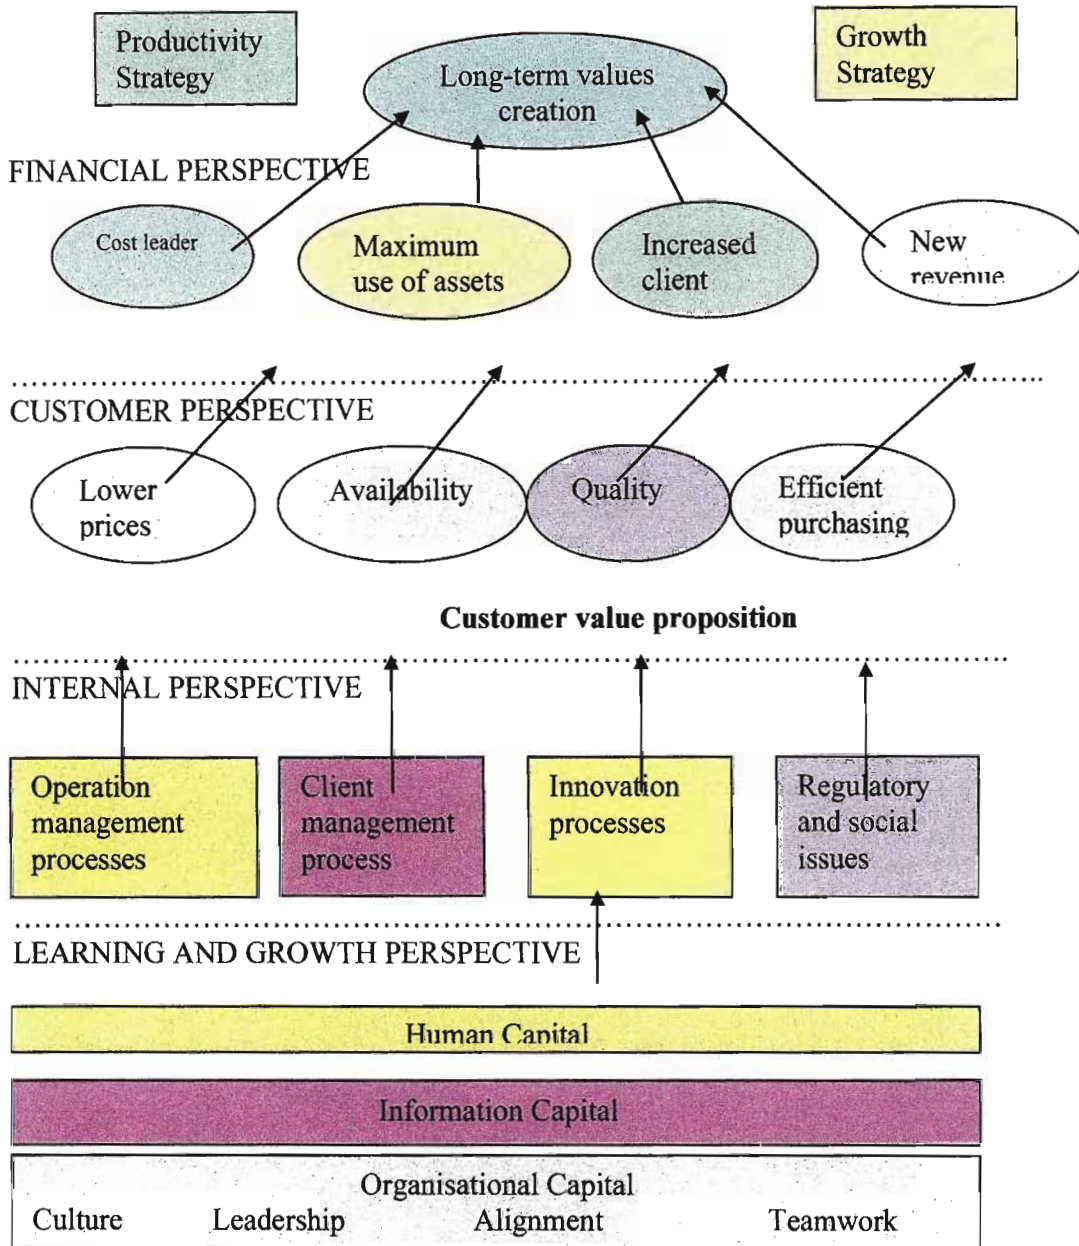 Productivity
Strategy
Long-term values
creation
Growth
Strategy
FINANCIAL PERSPECTIVE
Cost leader
Maximum
use of assets
Increased
client
New
revenue
CUSTOMER PERSPECTIVE
Lower
prices
Availability
Quality
Efficient
purchasing
Customer value proposition
INTERNAL PERSPECTIVE
Operation
management
processes
Client
management
process
Innovation
processes
Regulatory
and social
issues
LEARNING AND GROWTH PERSPECTIVE
Human Capital
Information Capital
Organisational Capital
Culture Leadership Alignment Teamwork